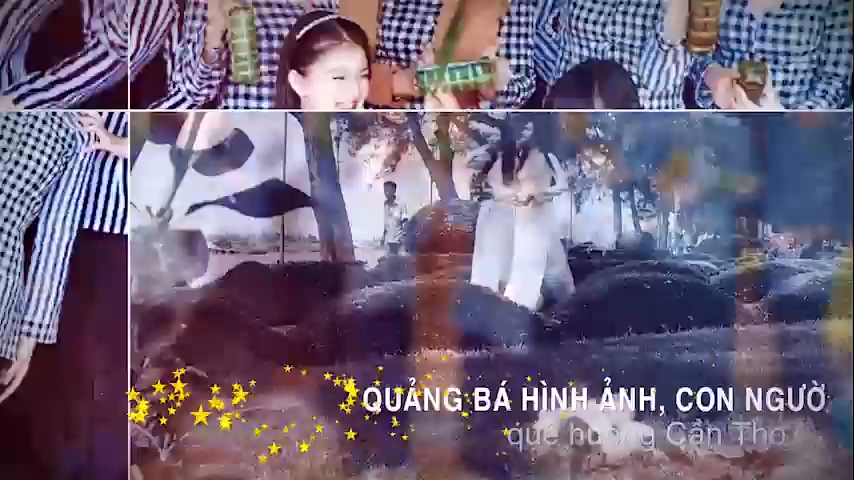 QUẢNG BÁ HÌNH ẢNH, CON NGƯỜ
quê hương Cần Thơ